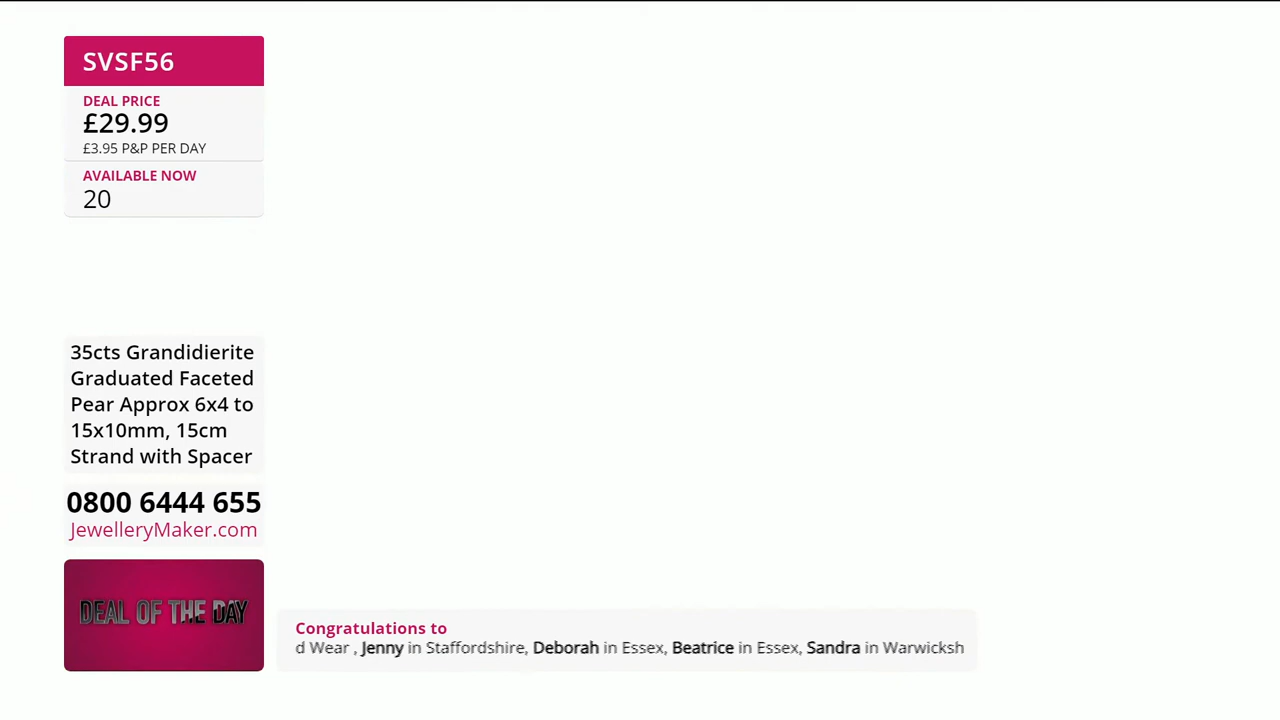 SVSF56
DEAL PRICE
£29.99
£3.95 P&P PER DAY
AVAILABLE NOW
20
35cts Grandidierite
Graduated Faceted
Pear Approx 6x4 to
15x10mm, 15cm
Strand with Spacer
0800 6444 655
JewelleryMaker.com
DEAL OF THE DAY
Congratulations to
d Wear , Jenny in Staffordshire, Deborah in Essex, Beatrice in Essex, Sandra in Warwicksh